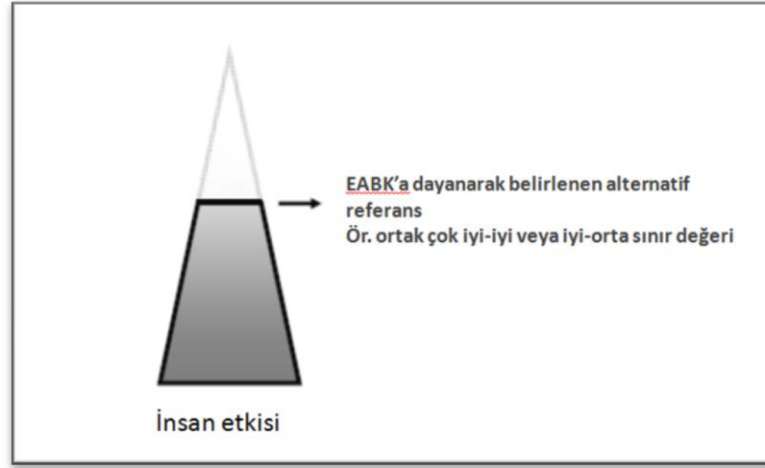 EABK'a dayanarak belirlenen alternatif
referans
Ör. ortak çok iyi-iyi veya iyi-orta sınır değeri
İnsan etkisi